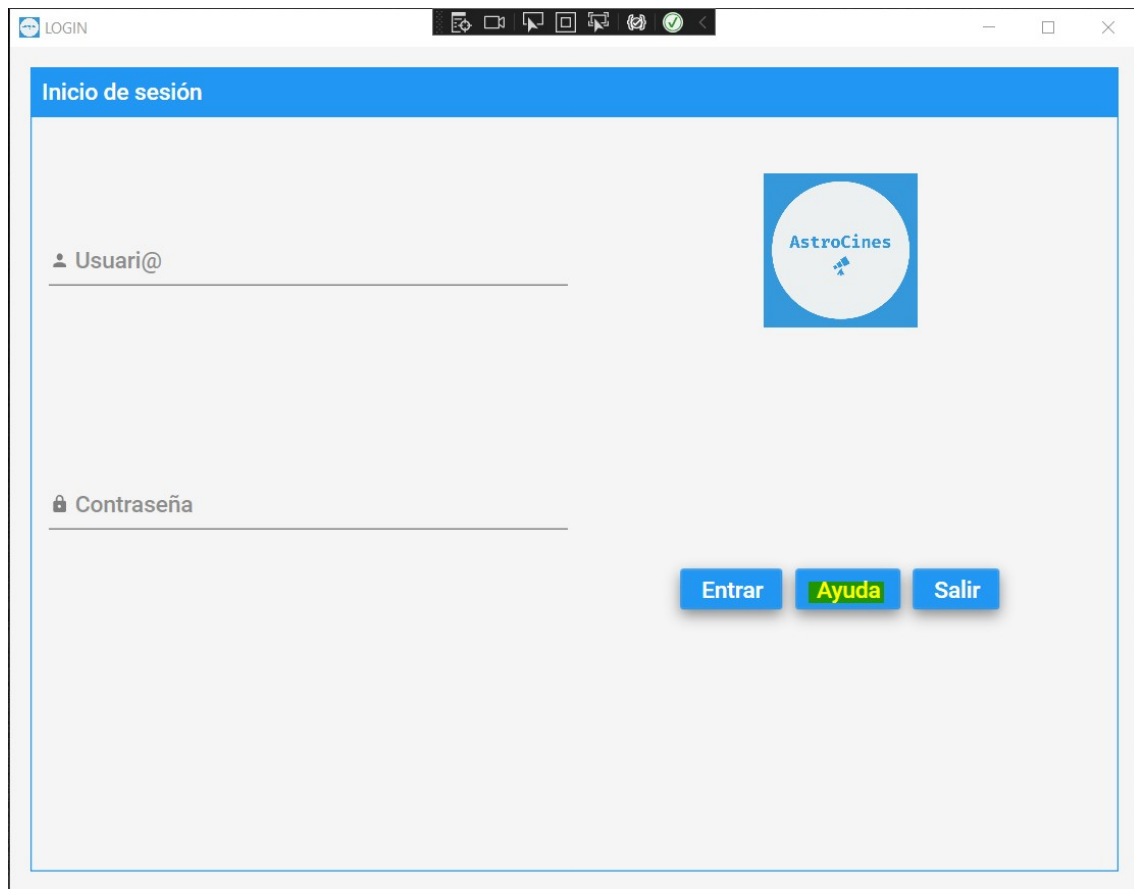 LOGIN
Inicio de sesión
AstroCines
Usuari@
Contraseña
Entrar Ayuda Salir